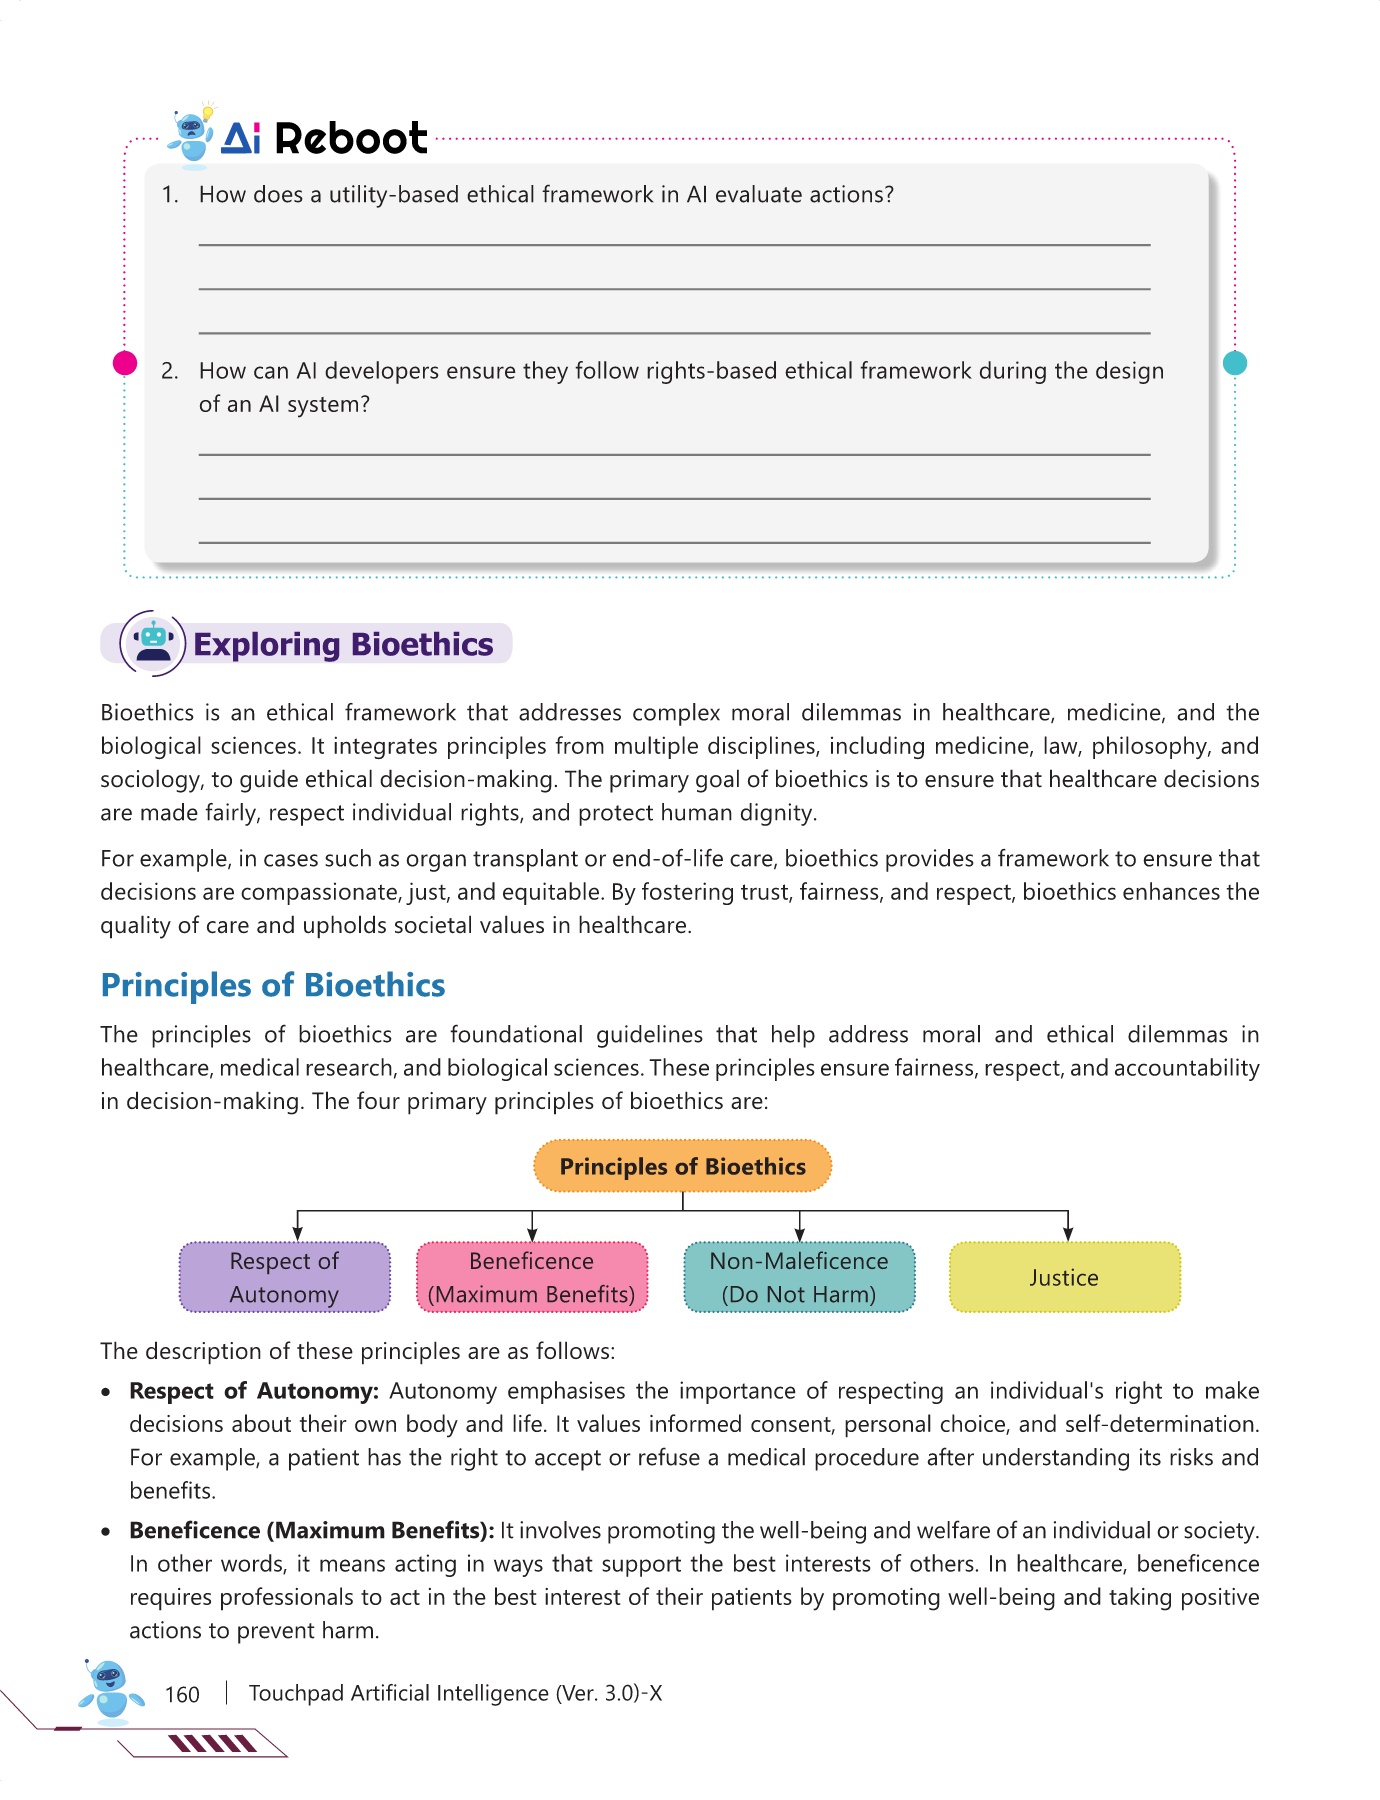 Ai Reboot
1. How does a utility-based ethical framework in AI evaluate actions?
2. How can AI developers ensure they follow rights-based ethical framework during the design
of an AI system?
Exploring Bioethics
Bioethics is an ethical framework that addresses complex moral dilemmas in healthcare, medicine, and the
biological sciences. It integrates principles from multiple disciplines, including medicine, law, philosophy, and
sociology, to guide ethical decision-making. The primary goal of bioethics is to ensure that healthcare decisions
are made fairly, respect individual rights, and protect human dignity.
For example, in cases such as organ transplant or end-of-life care, bioethics provides a framework to ensure that
decisions are compassionate, just, and equitable. By fostering trust, fairness, and respect, bioethics enhances the
quality of care and upholds societal values in healthcare.
Principles of Bioethics
The principles of bioethics are foundational guidelines that help address moral and ethical dilemmas in
healthcare, medical research, and biological sciences. These principles ensure fairness, respect, and accountability
in decision-making. The four primary principles of bioethics are:
Principles of Bioethics
Respect of
Autonomy
Beneficence
(Maximum Benefits)
Non-Maleficence
(Do Not Harm)
Justice
The description of these principles are as follows:
• Respect of Autonomy: Autonomy emphasises the importance of respecting an individual's right to make
decisions about their own body and life. It values informed consent, personal choice, and self-determination.
For example, a patient has the right to accept or refuse a medical procedure after understanding its risks and
benefits.
• Beneficence (Maximum Benefits): It involves promoting the well-being and welfare of an individual or society.
In other words, it means acting in ways that support the best interests of others. In healthcare, beneficence
requires professionals to act in the best interest of their patients by promoting well-being and taking positive
actions to prevent harm.
160 | Touchpad Artificial Intelligence (Ver. 3.0)-X